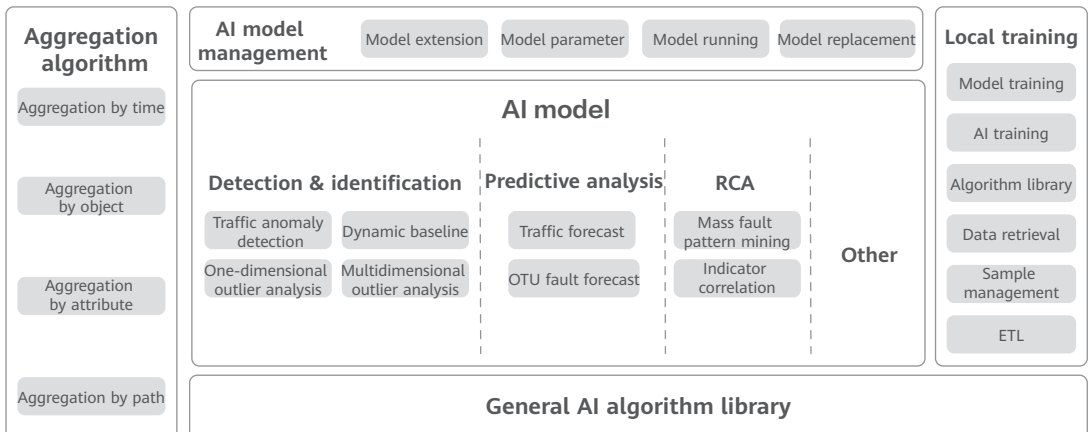 Aggregation
algorithm
Aggregation by time
Aggregation
by object
Aggregation
by attribute
Aggregation by path
AI model
management
Model extension
Model parameter
Model running
Model replacement
AI model
Detection & identification
Traffic anomaly
detection
Dynamic baseline
One-dimensional
outlier analysis
Multidimensional
outlier analysis
Predictive analysis
Traffic forecast
OTU fault forecast
RCA
Mass fault
pattern mining
Indicator
correlation
Other
General AI algorithm library
Local training
Model training
AI training
Algorithm library
Data retrieval
Sample
management
ETL